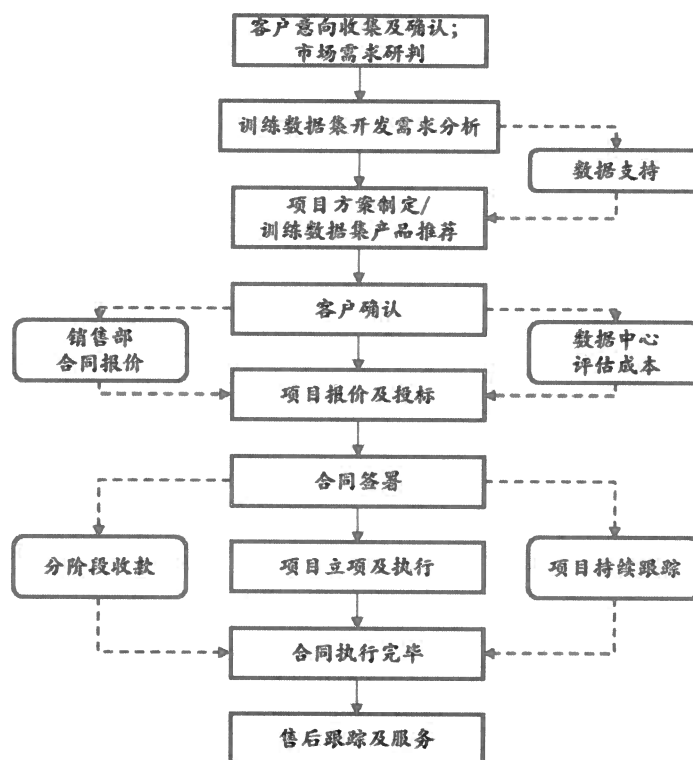 客户意向收集及确认；
市场需求研判
训练数据集开发需求分析
数据支持
项目方案制定/
训练数据集产品推荐
客户确认
销售部
合同报价
数据中心
评估成本
项目报价及投标
合同签署
分阶段收款
项目立项及执行
项目持续跟踪
合同执行完毕
售后跟踪及服务